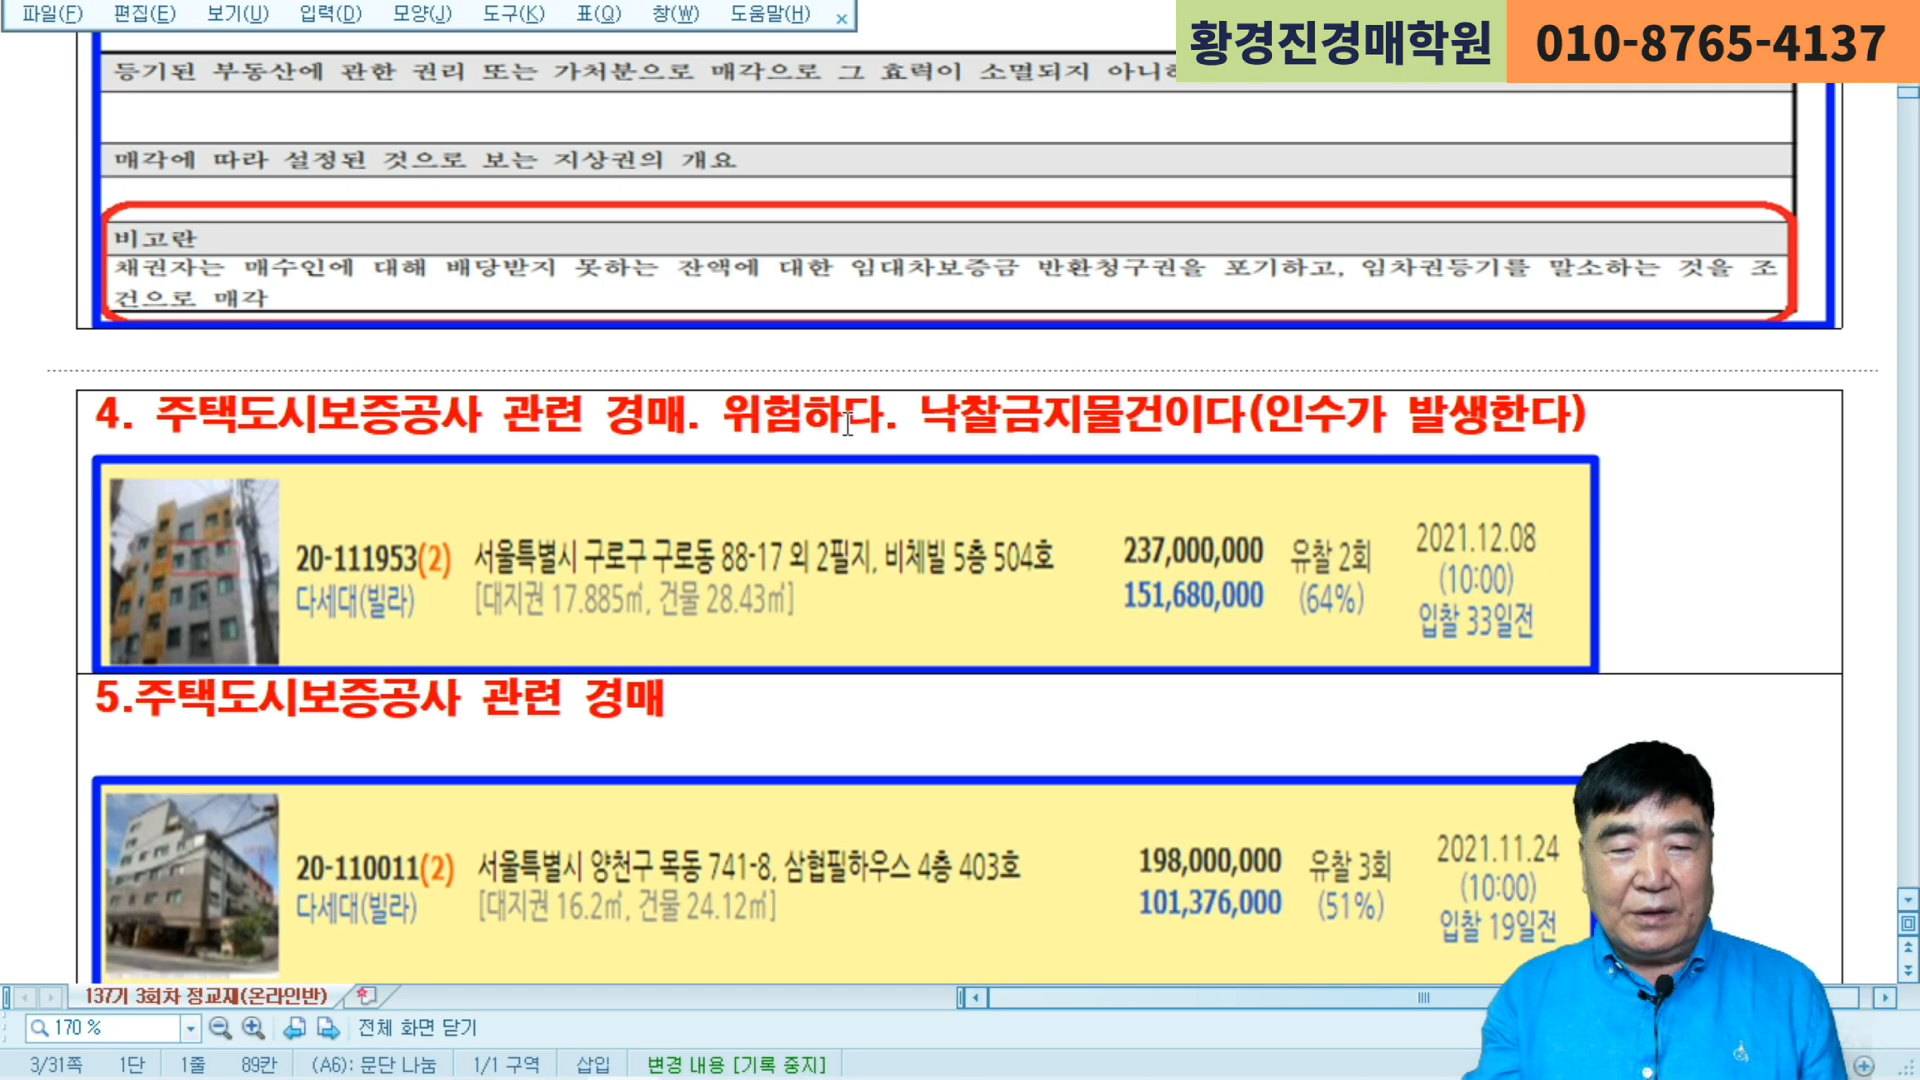 파일(F) 편집(E) 보기(U) 입력(D) 모양(J) 도구(K) 표(Q) 창(W) 도움말(H) x
황경진경매학원 010-8765-4137
등기된 부동산에 관한 권리 또는 가처분으로 매각으로 그 효력이 소멸되지 아니하
매각에 따라 설정된 것으로 보는 지상권의 개요
비고란
채권자는 매수인에 대해 배당받지 못하는 잔액에 대한 임대차보증금 반환청구권을 포기하고, 임차권등기를 말소하는 것을 조
건으로 매각
4. 주택도시보증공사 관련 경매. 위험하다. 낙찰금지물건이다(인수가 발생한다)
20-111953(2) 서울특별시 구로구 구로동 88-17 외 2필지, 비체빌 5층 504호 237,000,000 유찰 2회 2021.12.08
다세대(빌라) [대지권 17.885㎡, 건물 28.43㎡] 151,680,000 (64%) (10:00)
입찰 33일전
5.주택도시보증공사 관련 경매
20-110011(2) 서울특별시 양천구 목동 741-8, 삼협필하우스 4층 403호 198,000,000 유찰 3회 2021.11.24
다세대(빌라) [대지권 16.2㎡, 건물 24.12㎡] 101,376,000 (51%) (10:00)
입찰 19일전
137기 3회차 정교재(온라인반)
170 % 전체 화면 닫기
3/31쪽 1단 1줄 89칸 (A6): 문단 나눔 1/1 구역 삽입 변경 내용 [기록 중지]